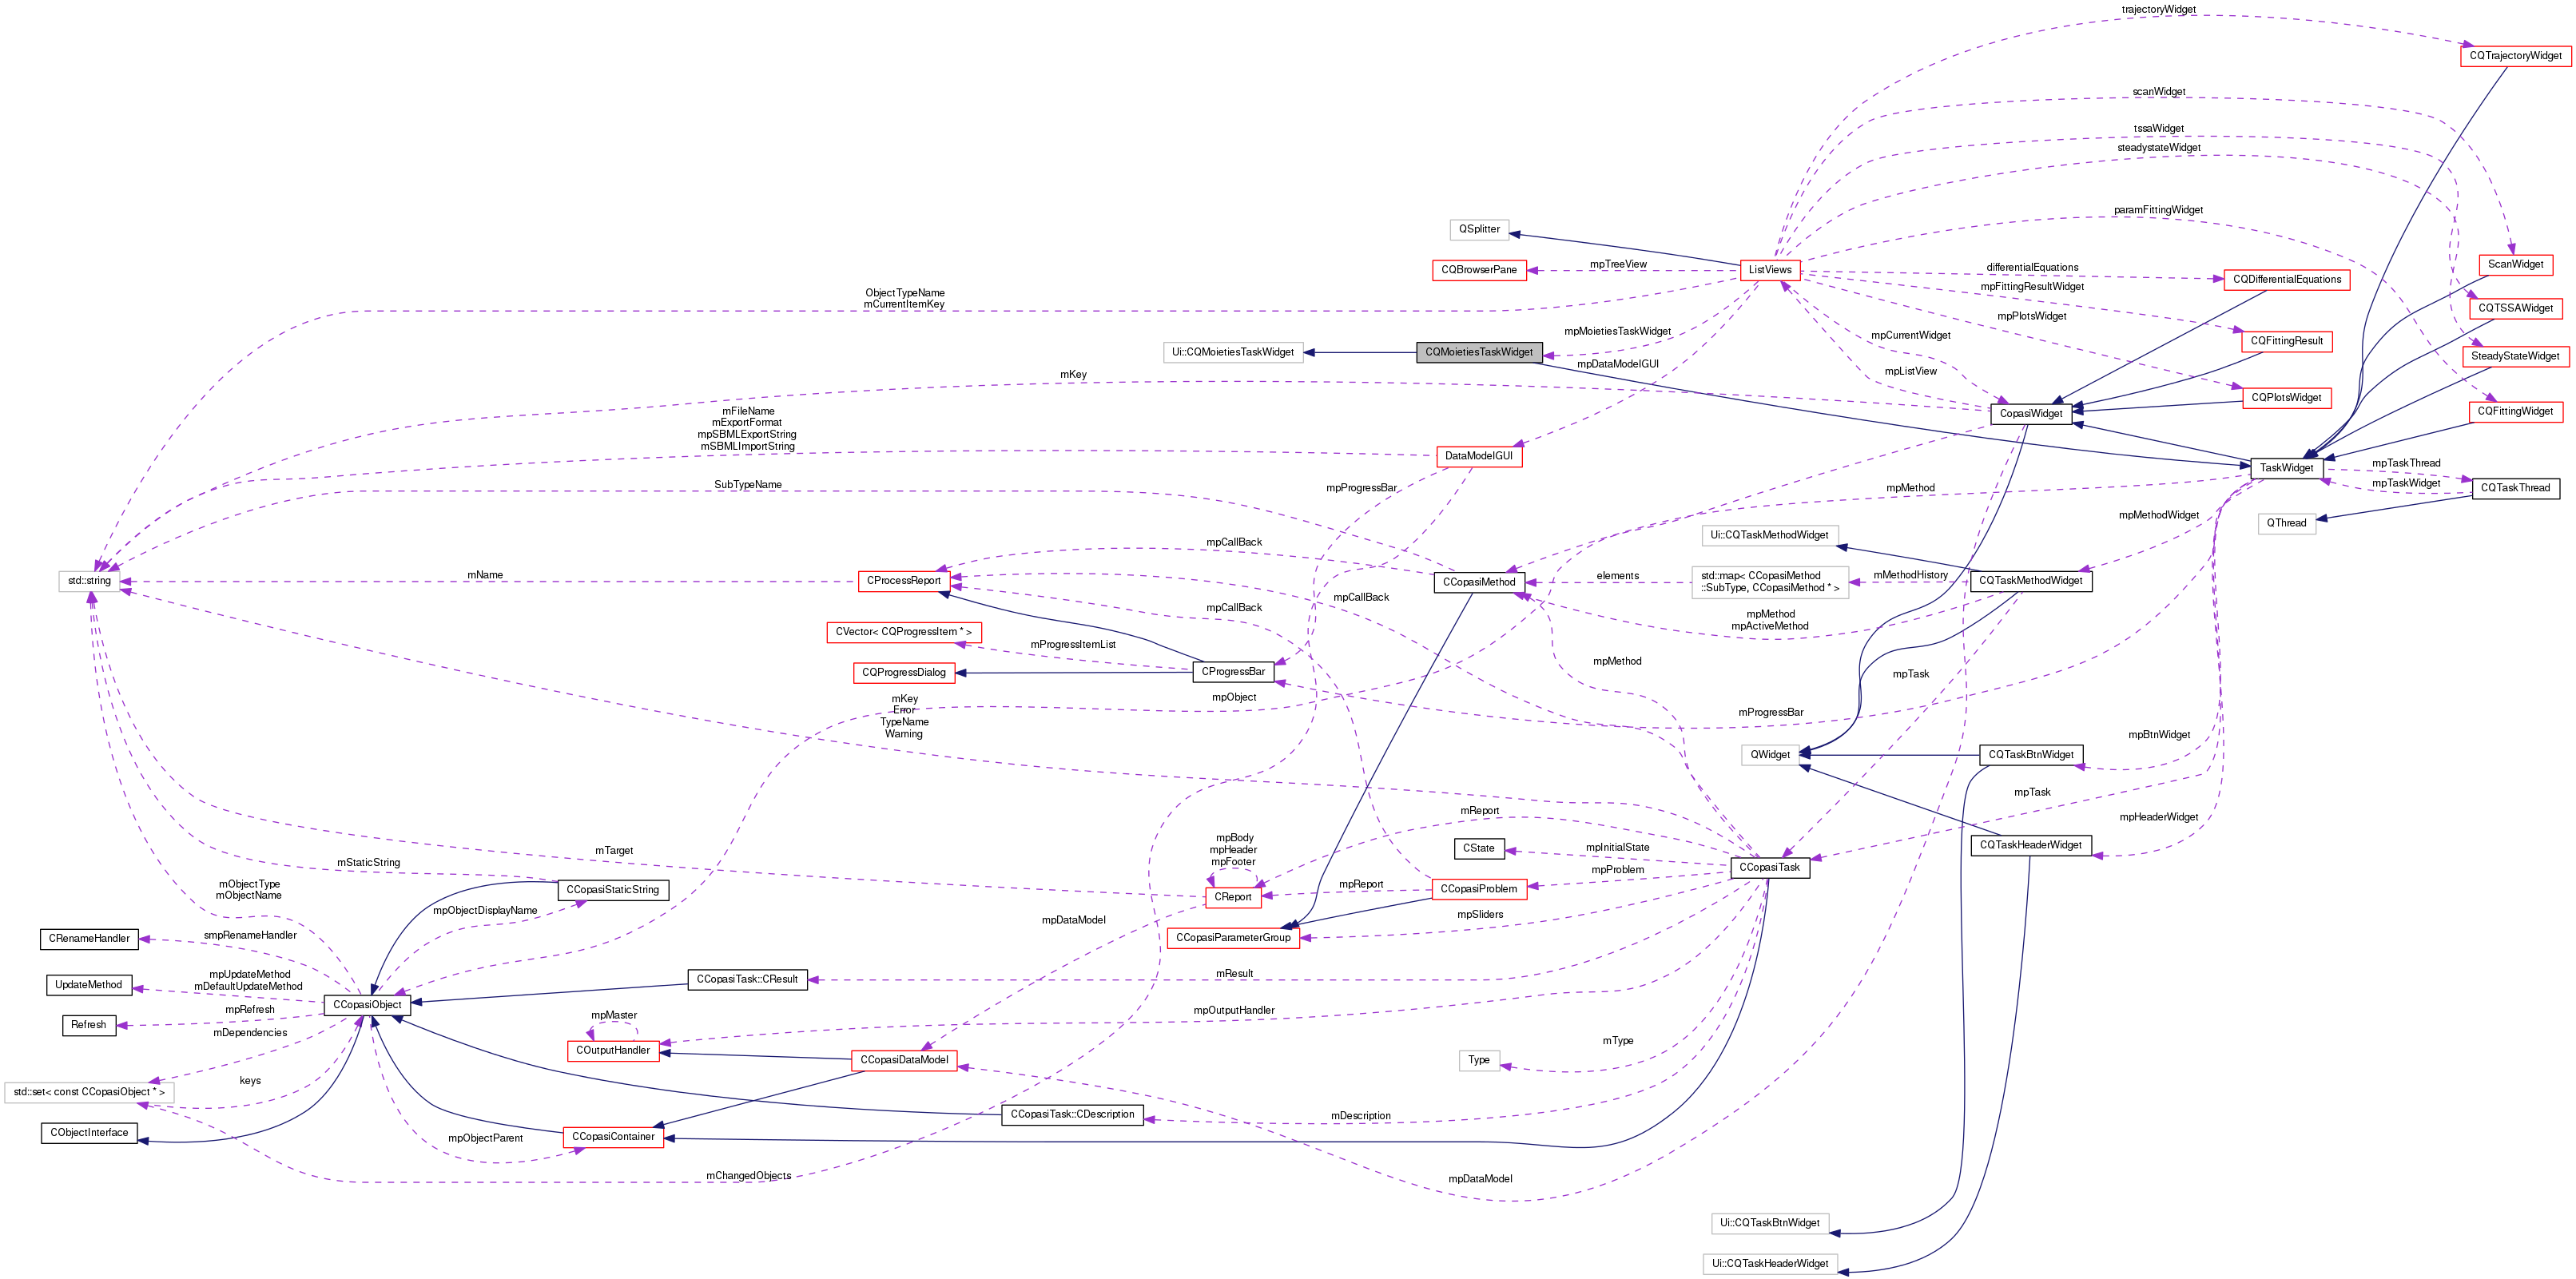 trajectoryWidget
CQTrajectoryWidget
scanWidget
tssaWidget
steadystateWidget
paramFittingWidget
QSplitter
CQBrowserPane
mpTreeView
ListViews
differentialEquations
mpFittingResultWidget
CQDifferentialEquations
ScanWidget
ObjectTypeName
mCurrentItemKey
CQTSSAWidget
mpPlotsWidget
mpMoietiesTaskWidget
mpCurrentWidget
CQFittingResult
Ui::CQMoietiesTaskWidget
CQMoietiesTaskWidget
SteadyStateWidget
mpDataModelGUI
mKey
mpListView
CQPlotsWidget
mFileName
mExportFormat
mpSBMLExportString
mSBMLImportString
CopasiWidget
CQFittingWidget
DataModelGUI
TaskWidget
mpTaskThread
mpTaskWidget
CQTaskThread
SubTypeName
mpProgressBar
mpMethod
mpMethodWidget
QThread
Ui::CQTaskMethodWidget
mpCallBack
std::string
mName
CProcessReport
CCopasiMethod
elements
std::map< CCopasiMethod
::SubType, CCopasiMethod * >
mMethodHistory
CQTaskMethodWidget
mpCallBack
mpCallBack
mpMethod
mpActiveMethod
CVector< CQProgressItem * >
mProgressItemList
CQProgressDialog
CProgressBar
mpMethod
mpTask
mKey
Error
TypeName
Warning
mpObject
mProgressBar
mpBtnWidget
QWidget
CQTaskBtnWidget
mpTask
mReport
mpHeaderWidget
mpBody
mpHeader
mpFooter
CState
mpInitialState
CQTaskHeaderWidget
mTarget
mStaticString
CCopasiTask
mpProblem
mObjectType
mObjectName
CCopasiStaticString
CReport
mpReport
CCopasiProblem
mpObjectDisplayName
mpSliders
mpDataModel
CRenameHandler
smpRenameHandler
CCopasiParameterGroup
UpdateMethod
mpUpdateMethod
mDefaultUpdateMethod
CCopasiTask::CResult
mResult
CCopasiObject
Refresh
mpRefresh
mpMaster
mpOutputHandler
mDependencies
COutputHandler
CCopasiDataModel
mType
Type
keys
std::set< const CCopasiObject * >
CCopasiTask::CDescription
mDescription
CObjectInterface
mpObjectParent
CCopasiContainer
mChangedObjects
mpDataModel
Ui::CQTaskBtnWidget
Ui::CQTaskHeaderWidget